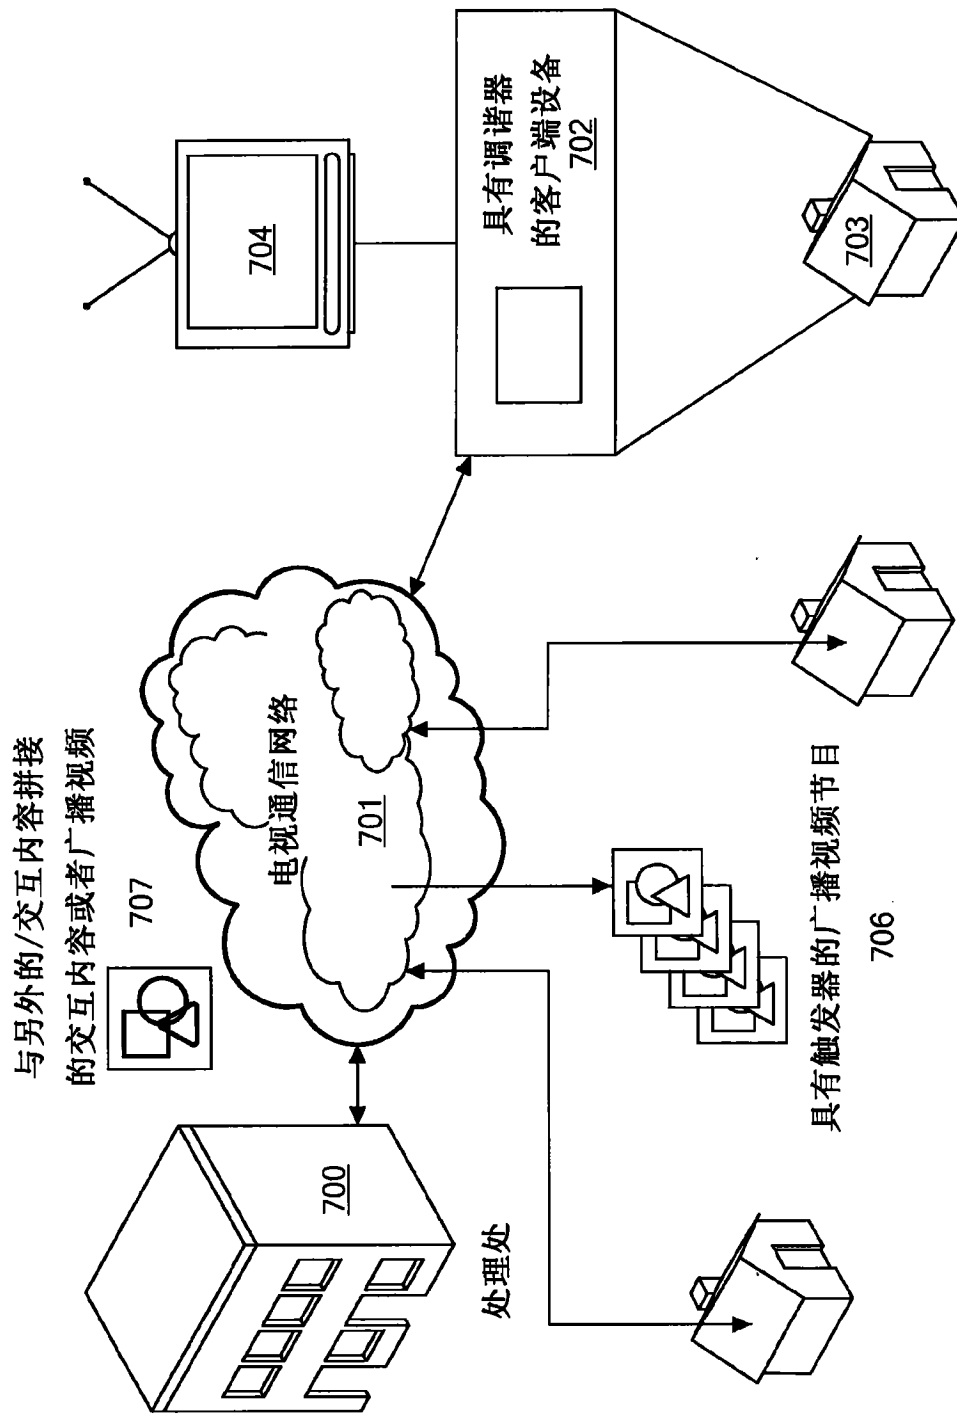 与另外的/交互内容拼接
的交互内容或者广播视频
707
电视通信网络
701
704
具有调谐器
的客户端设备
702
703
700
处理处
具有触发器的广播视频节目
706